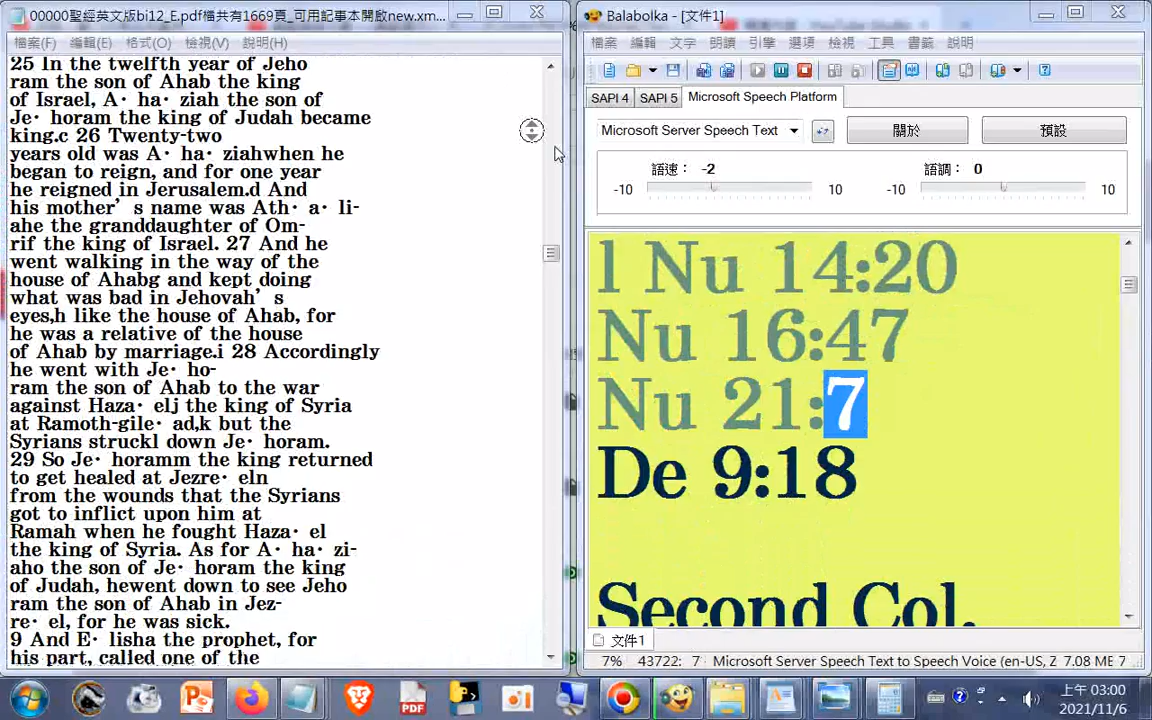 00000聖經英文版bi12_E.pdf檔共有1669頁_可用記事本開啟new.xm...
檔案(F) 編輯(E) 格式(O) 檢視(V) 說明(H)
25 In the twelfth year of Jeho
ram the son of Ahab the king
of Israel, A· ha· ziah the son of
Je· horam the king of Judah became
king.c 26 Twenty-two
years old was A· ha· ziahwhen he
began to reign, and for one year
he reigned in Jerusalem.d And
his mother’s name was Ath· a· li-
ahe the granddaughter of Om-
rif the king of Israel. 27 And he
went walking in the way of the
house of Ahabg and kept doing
what was bad in Jehovah’s
eyes,h like the house of Ahab, for
he was a relative of the house
of Ahab by marriage.i 28 Accordingly
he went with Je· ho-
ram the son of Ahab to the war
against Haza· elj the king of Syria
at Ramoth-gile· ad,k but the
Syrians struckl down Je· horam.
29 So Je· horamm the king returned
to get healed at Jezre· eln
from the wounds that the Syrians
got to inflict upon him at
Ramah when he fought Haza· el
the king of Syria. As for A· ha· zi-
aho the son of Je· horam the king
of Judah, hewent down to see Jeho
ram the son of Ahab in Jez-
re· el, for he was sick.
9 And E· lisha the prophet, for
his part, called one of the
Balabolka - [文件1]
檔案 編輯 文字 朗讀 引擎 選項 檢視 工具 書籤 說明
SAPI 4 SAPI 5 Microsoft Speech Platform
Microsoft Server Speech Text 關於 預設
語速： -2 語調： 0
-10 10 -10 10
l Nu 14:20
Nu 16:47
Nu 21:7
De 9:18
Second Col.
文件1
7% 43722: 7 Microsoft Server Speech Text to Speech Voice (en-US, Z 7.08 MB 7
上午 03:00
2021/11/6